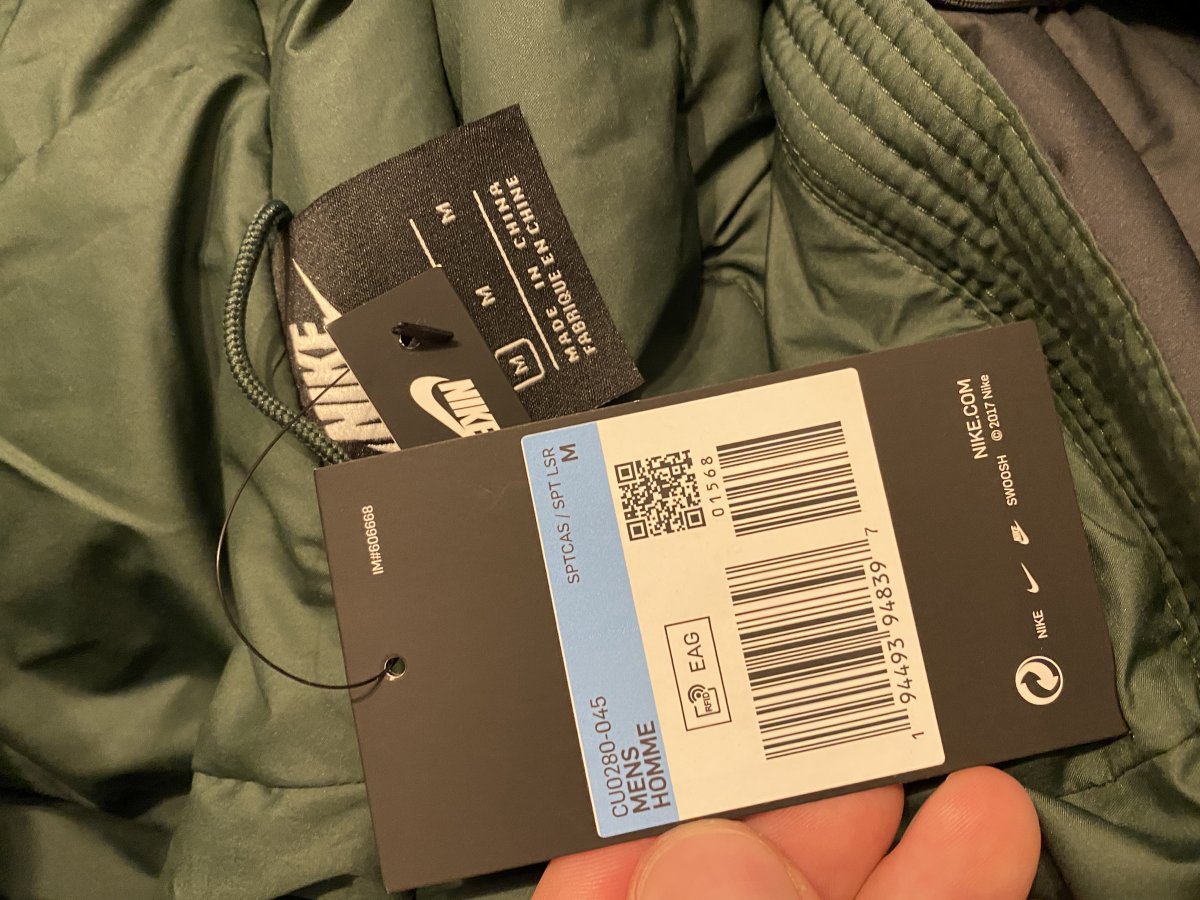 NIKE
M
M
M
MADE IN CHINA
FABRIQUE EN CHINE
NIKE
IM#606668
CU0280-045 SPTCAS / SPT LSR
MENS M
HOMME
RFID EAG
01568
1 94493 94839 7
NIKE SWOOSH © 2017 Nike
NIKE.COM